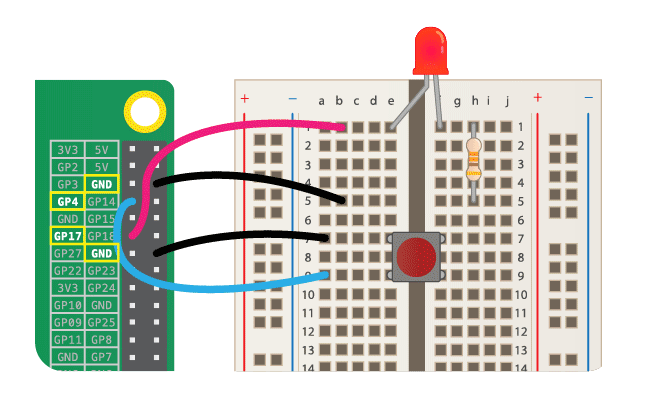 + − a b c d e f g h i j + −
1 1
2 2
3 3
4 4
5 5
6 6
7 7
8 8
9 9
10 10
11 11
12 12
13 13
14 14
3V3 5V
GP2 5V
GP3 GND
GP4 GP14
GND GP15
GP17 GP18
GP27 GND
GP22 GP23
3V3 GP24
GP10 GND
GP09 GP25
GP11 GP8
GND GP7